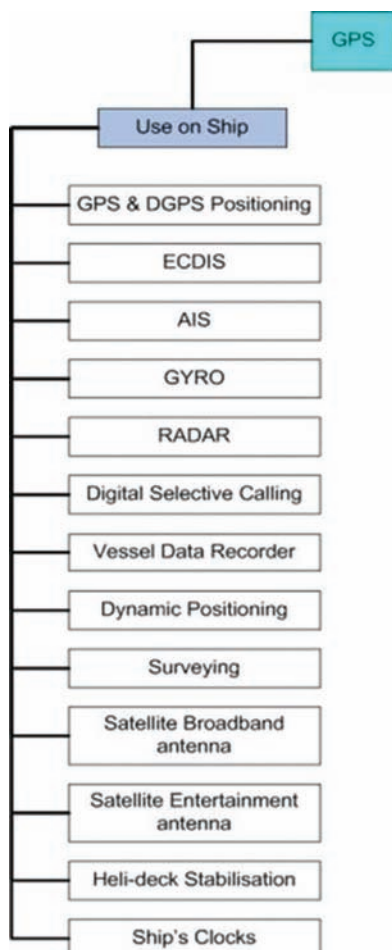 GPS
Use on Ship
GPS & DGPS Positioning
ECDIS
AIS
GYRO
RADAR
Digital Selective Calling
Vessel Data Recorder
Dynamic Positioning
Surveying
Satellite Broadband
antenna
Satellite Entertainment
antenna
Heli-deck Stabilisation
Ship's Clocks